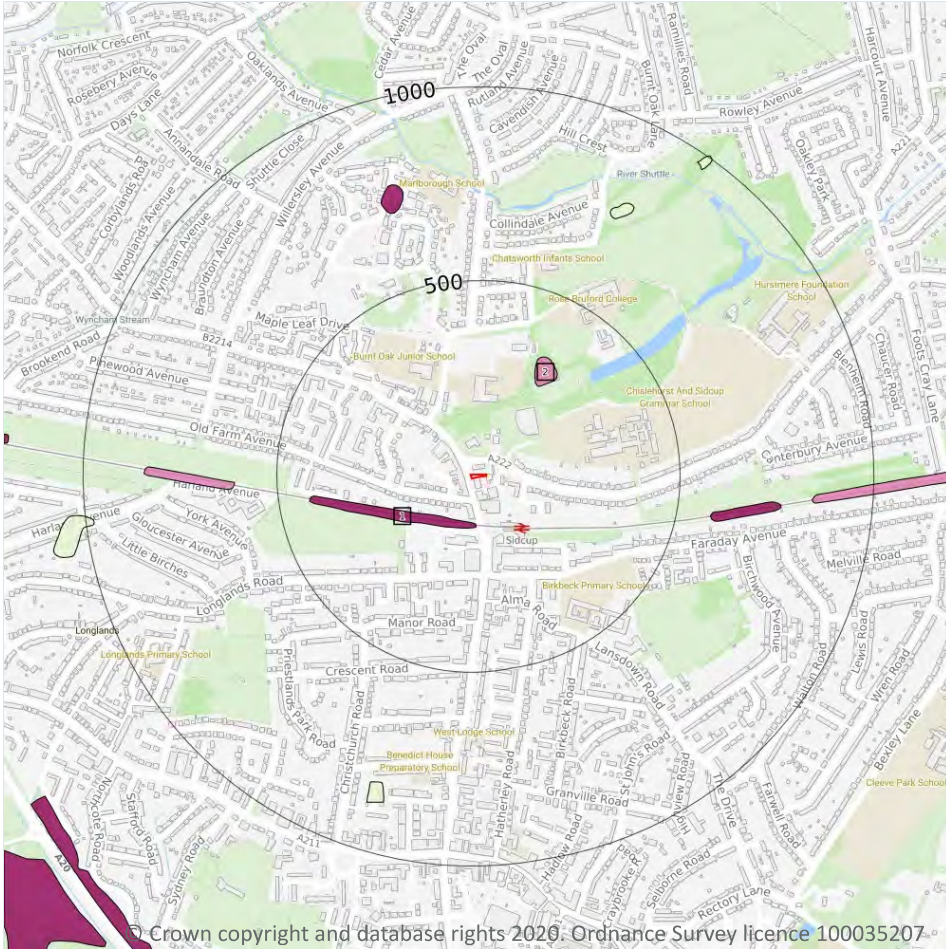 Norfolk Crescent
Cedar Avenue
The Oval
The Oval
Ramillies Road
Harcourt Avenue
Rosebery Avenue
Oaklands Avenue
Rutland Avenue
Burnt Oak Lane
Cavendish Avenue
1000
Days Lane
Rowley Avenue
Hill Crest
Annandale Road
Shuttle Close
Oakley Park
Willersley Avenue
River Shuttle
Marlborough School
Woodlands Avenue
Wyncham Avenue
Collindale Avenue
Braundton Avenue
Chatsworth Infants School
500
Hursmere Foundation
School
Rose Bruford College
Wyncham Stream
Maple Leaf Drive
B2214
Brookend Road
Burnt Oak Junior School
Blenheim Road
Chaucer Road
Foots Cray Lane
Pinewood Avenue
2
Chislehurst And Sidcup
Grammar School
Old Farm Avenue
A222
Harland Avenue
1
York Avenue
Gloucester Avenue
Sidcup
Faraday Avenue
Little Birches
Melville Road
Longlands Road
Birkbeck Primary School
Birchwood Avenue
Alma Road
Manor Road
Longlands
Longlands Primary School
Lewis Road
Wren Road
Lansdown Road
Crescent Road
Priestlands Park Road
Walton Road
Christchurch Road
Birkbeck Road
Bexley Lane
West Lodge School
Benedict House
Preparatory School
St John's Road
Cleeve Park School
Hatherley Road
Granville Road
The Drive
Farwell Road
Stafford Road
A211
Hadlow Road
A20
Sydney Road
Selborne Road
Rectory Lane
© Crown copyright and database rights 2020. Ordnance Survey licence 100035207